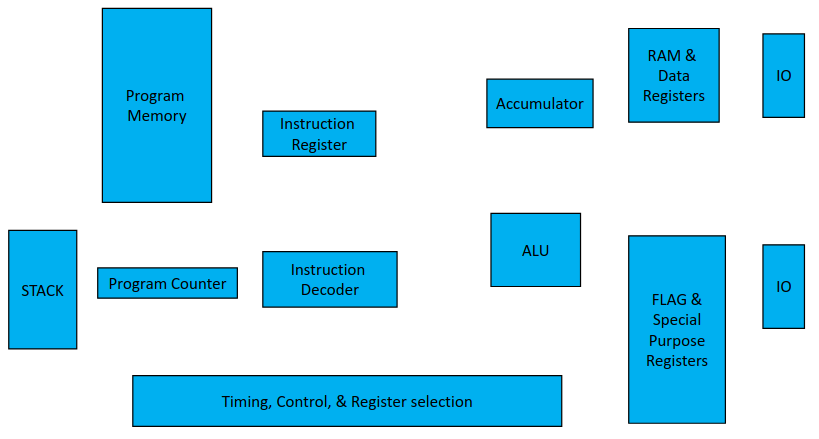 Program
Memory
Instruction
Register
Accumulator
RAM &
Data
Registers
IO
STACK
Program Counter
Instruction
Decoder
ALU
FLAG &
Special
Purpose
Registers
IO
Timing, Control, & Register selection